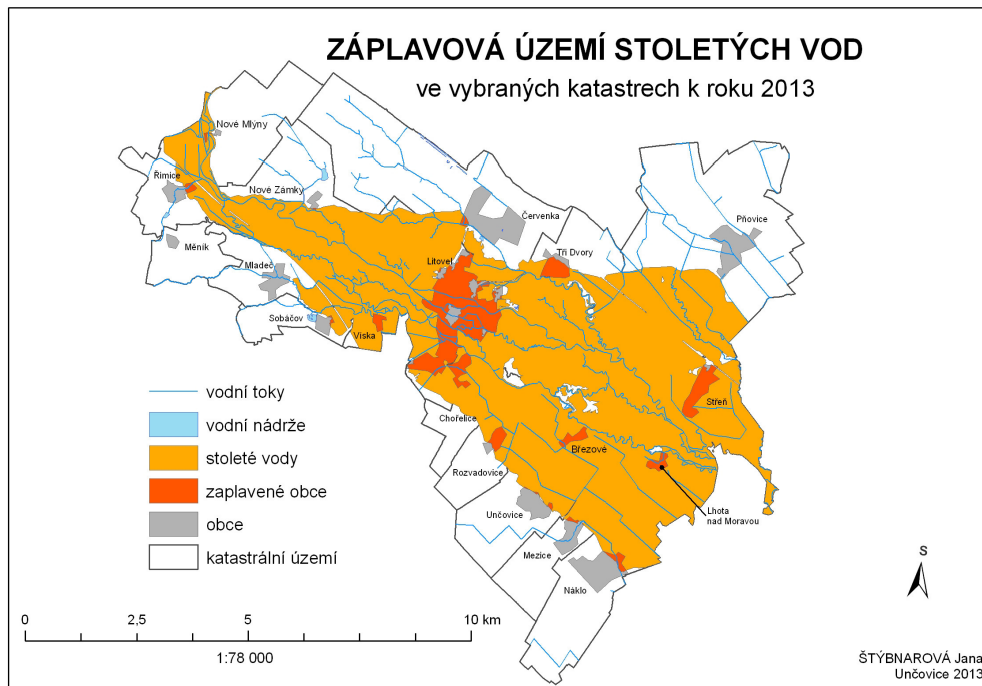 ZÁPLAVOVÁ ÚZEMÍ STOLETÝCH VOD
ve vybraných katastrech k roku 2013
Nové Mlýny
Řimice
Nové Zámky
Červenka
Pňovice
Měník
Mladeč
Litovel
Tři Dvory
Sobáčov
Víska
Střeň
Chořelice
Březové
Rozvadovice
Lhota
nad Moravou
Unčovice
Mezice
Náklo
vodní toky
vodní nádrže
stoleté vody
zaplavené obce
obce
katastrální území
S
0 2,5 5 10 km
1:78 000
ŠTÝBNAROVÁ Jana
Unčovice 2013